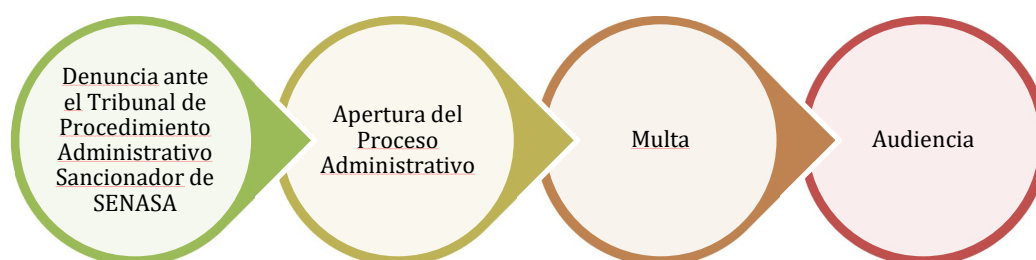 Denuncia ante
el Tribunal de
Procedimiento
Administrativo
Sancionador de
SENASA
Apertura del
Proceso
Administrativo
Multa
Audiencia